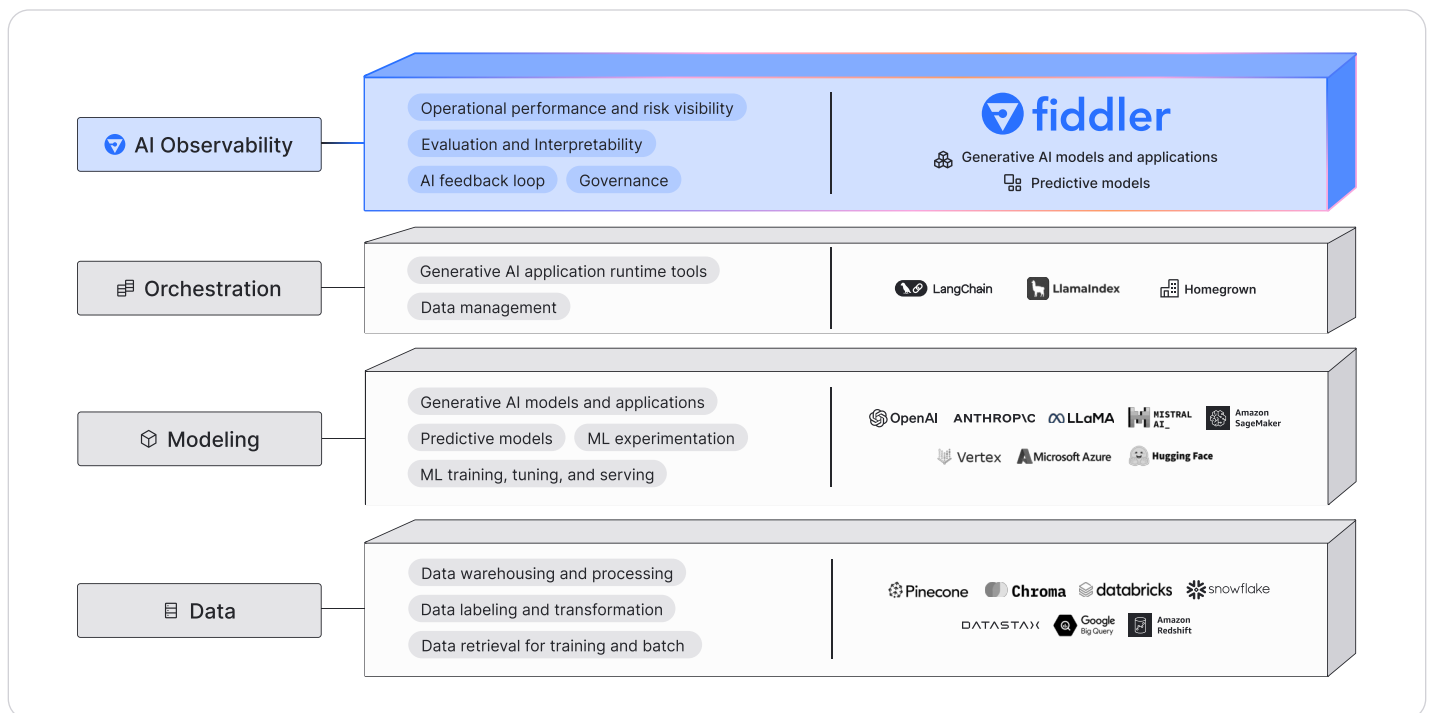 AI Observability
Operational performance and risk visibility
Evaluation and Interpretability
AI feedback loop Governance
fiddler
Generative AI models and applications
Predictive models
Orchestration
Generative AI application runtime tools
Data management
LangChain LlamaIndex Homegrown
Modeling
Generative AI models and applications
Predictive models ML experimentation
ML training, tuning, and serving
OpenAI ANTHROP\C LLaMA MISTRAL AI_ Amazon SageMaker
Vertex Microsoft Azure Hugging Face
Data
Data warehousing and processing
Data labeling and transformation
Data retrieval for training and batch
Pinecone Chroma databricks snowflake
DATASTAX Google Big Query Amazon Redshift